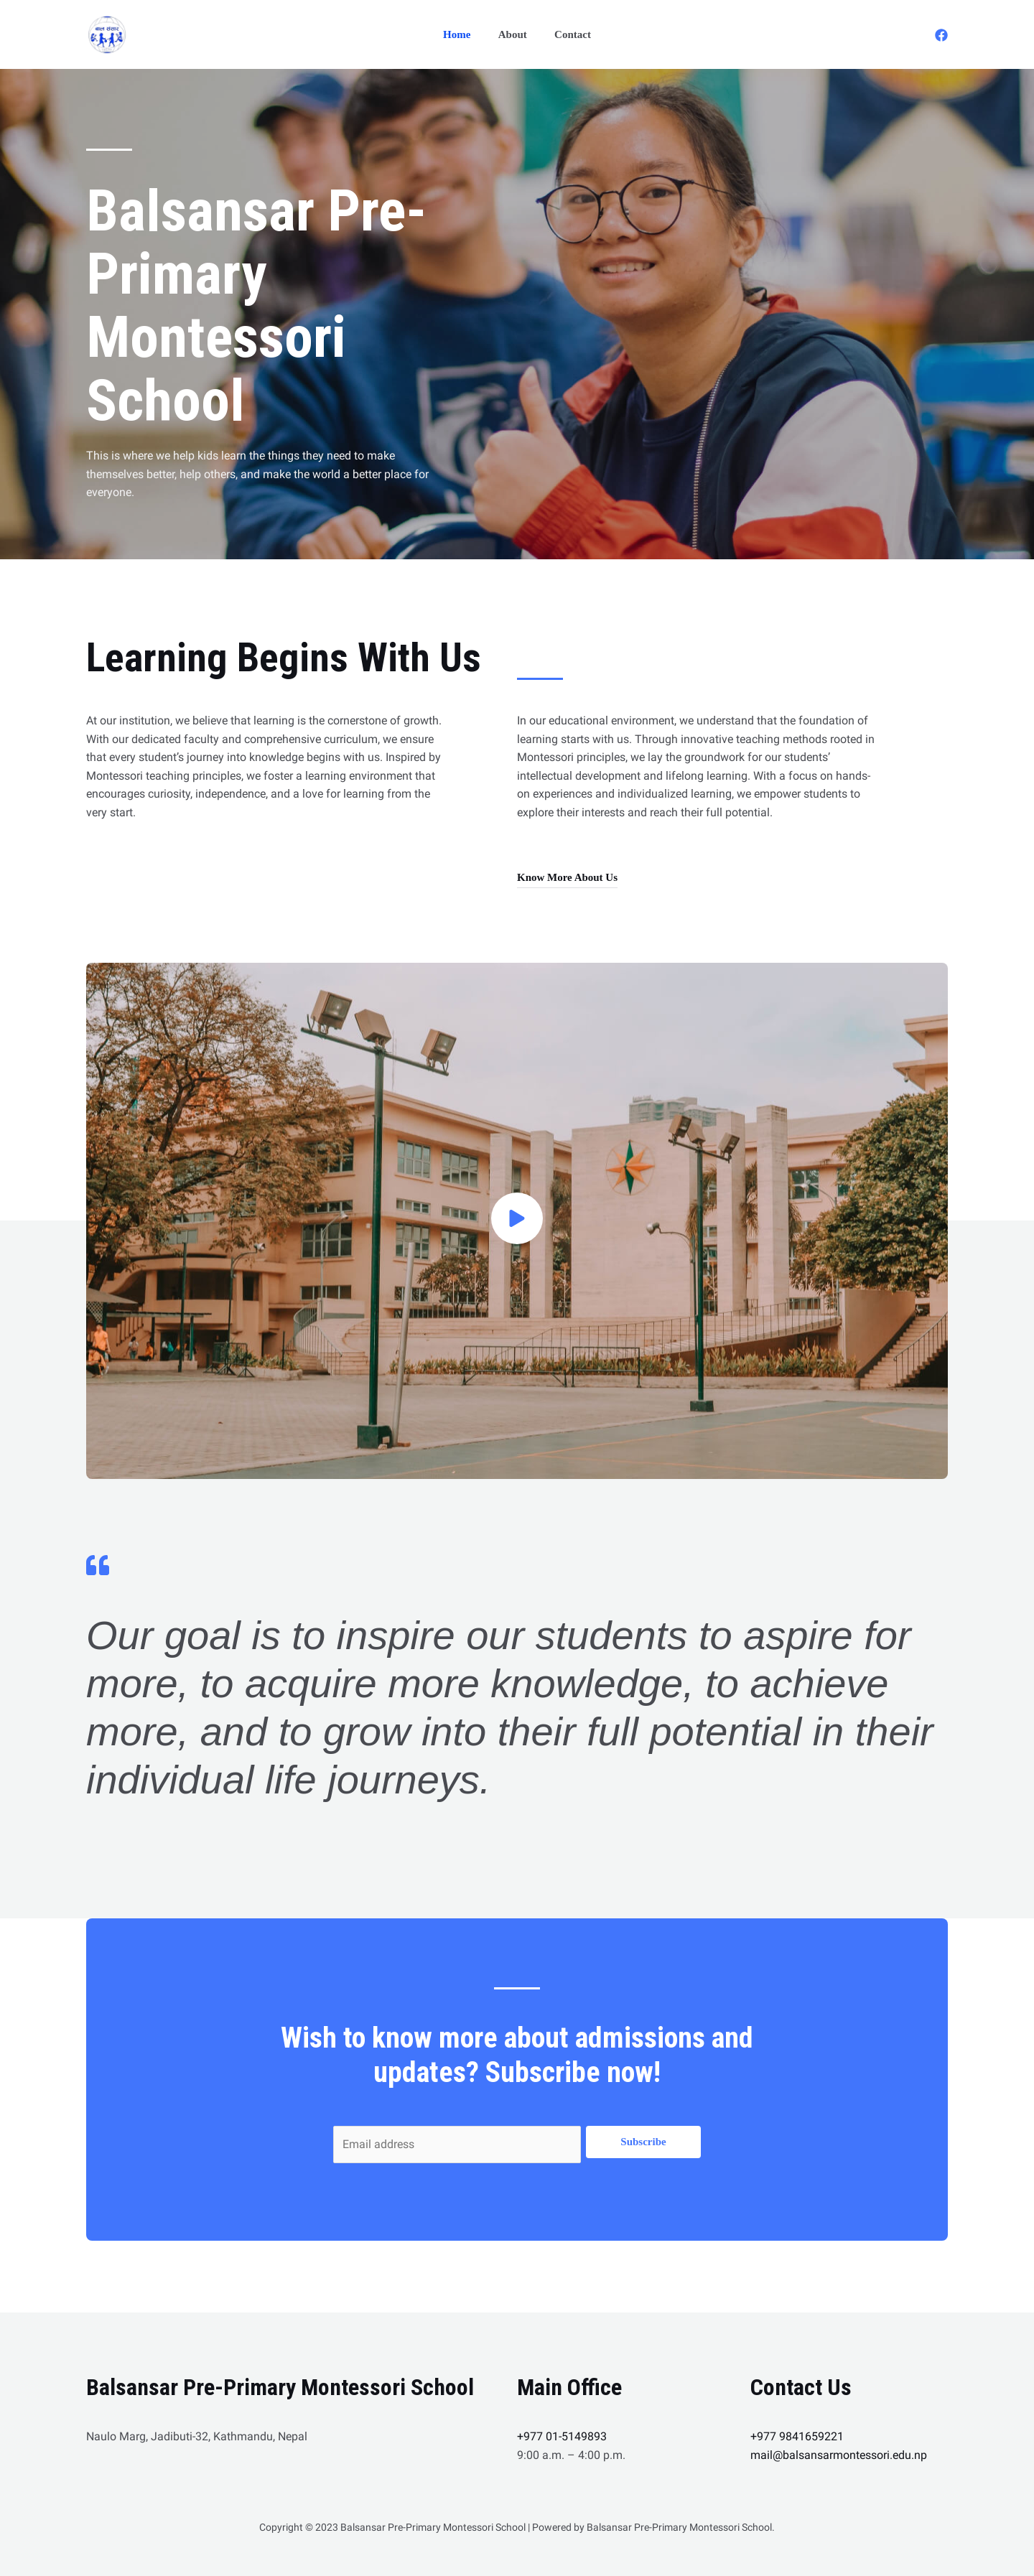 बाल संसार
Home
About
Contact
Balsansar Pre-
Primary
Montessori
School
This is where we help kids learn the things they need to make
themselves better, help others, and make the world a better place for
everyone.
Learning Begins With Us
At our institution, we believe that learning is the cornerstone of growth.
With our dedicated faculty and comprehensive curriculum, we ensure
that every student’s journey into knowledge begins with us. Inspired by
Montessori teaching principles, we foster a learning environment that
encourages curiosity, independence, and a love for learning from the
very start.
In our educational environment, we understand that the foundation of
learning starts with us. Through innovative teaching methods rooted in
Montessori principles, we lay the groundwork for our students’
intellectual development and lifelong learning. With a focus on hands-
on experiences and individualized learning, we empower students to
explore their interests and reach their full potential.
Know More About Us
Our goal is to inspire our students to aspire for
more, to acquire more knowledge, to achieve
more, and to grow into their full potential in their
individual life journeys.
Wish to know more about admissions and
updates? Subscribe now!
Email address
Subscribe
Balsansar Pre-Primary Montessori School
Naulo Marg, Jadibuti-32, Kathmandu, Nepal
Main Office
+977 01-5149893
9:00 a.m. – 4:00 p.m.
Contact Us
+977 9841659221
mail@balsansarmontessori.edu.np
Copyright © 2023 Balsansar Pre-Primary Montessori School | Powered by Balsansar Pre-Primary Montessori School.